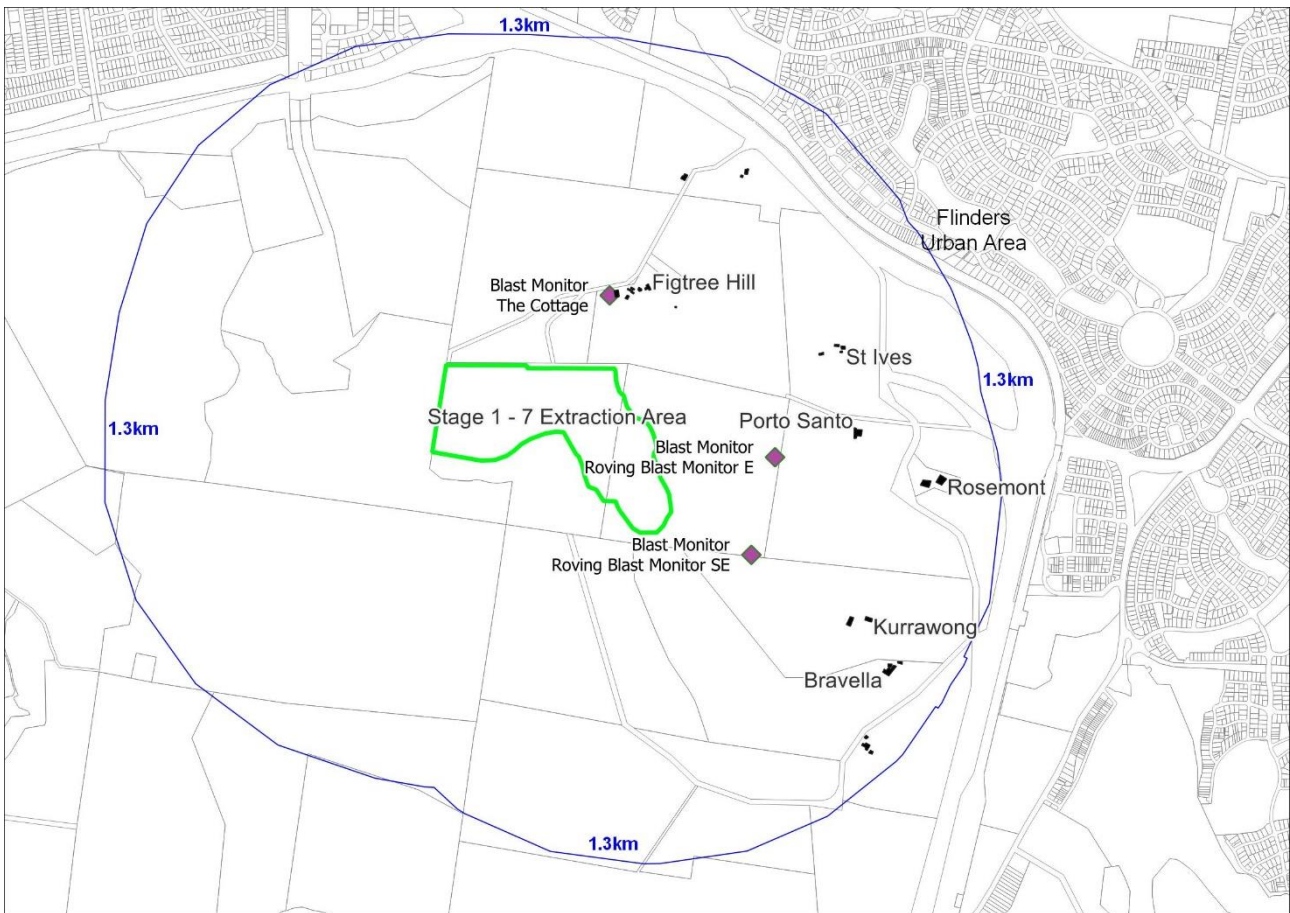 1.3km
Flinders
Urban Area
Blast Monitor
The Cottage
Figtree Hill
St Ives
1.3km
Stage 1 - 7 Extraction Area
Porto Santo
1.3km
Blast Monitor
Roving Blast Monitor E
Rosemont
Blast Monitor
Roving Blast Monitor SE
Kurrawong
Bravella
1.3km